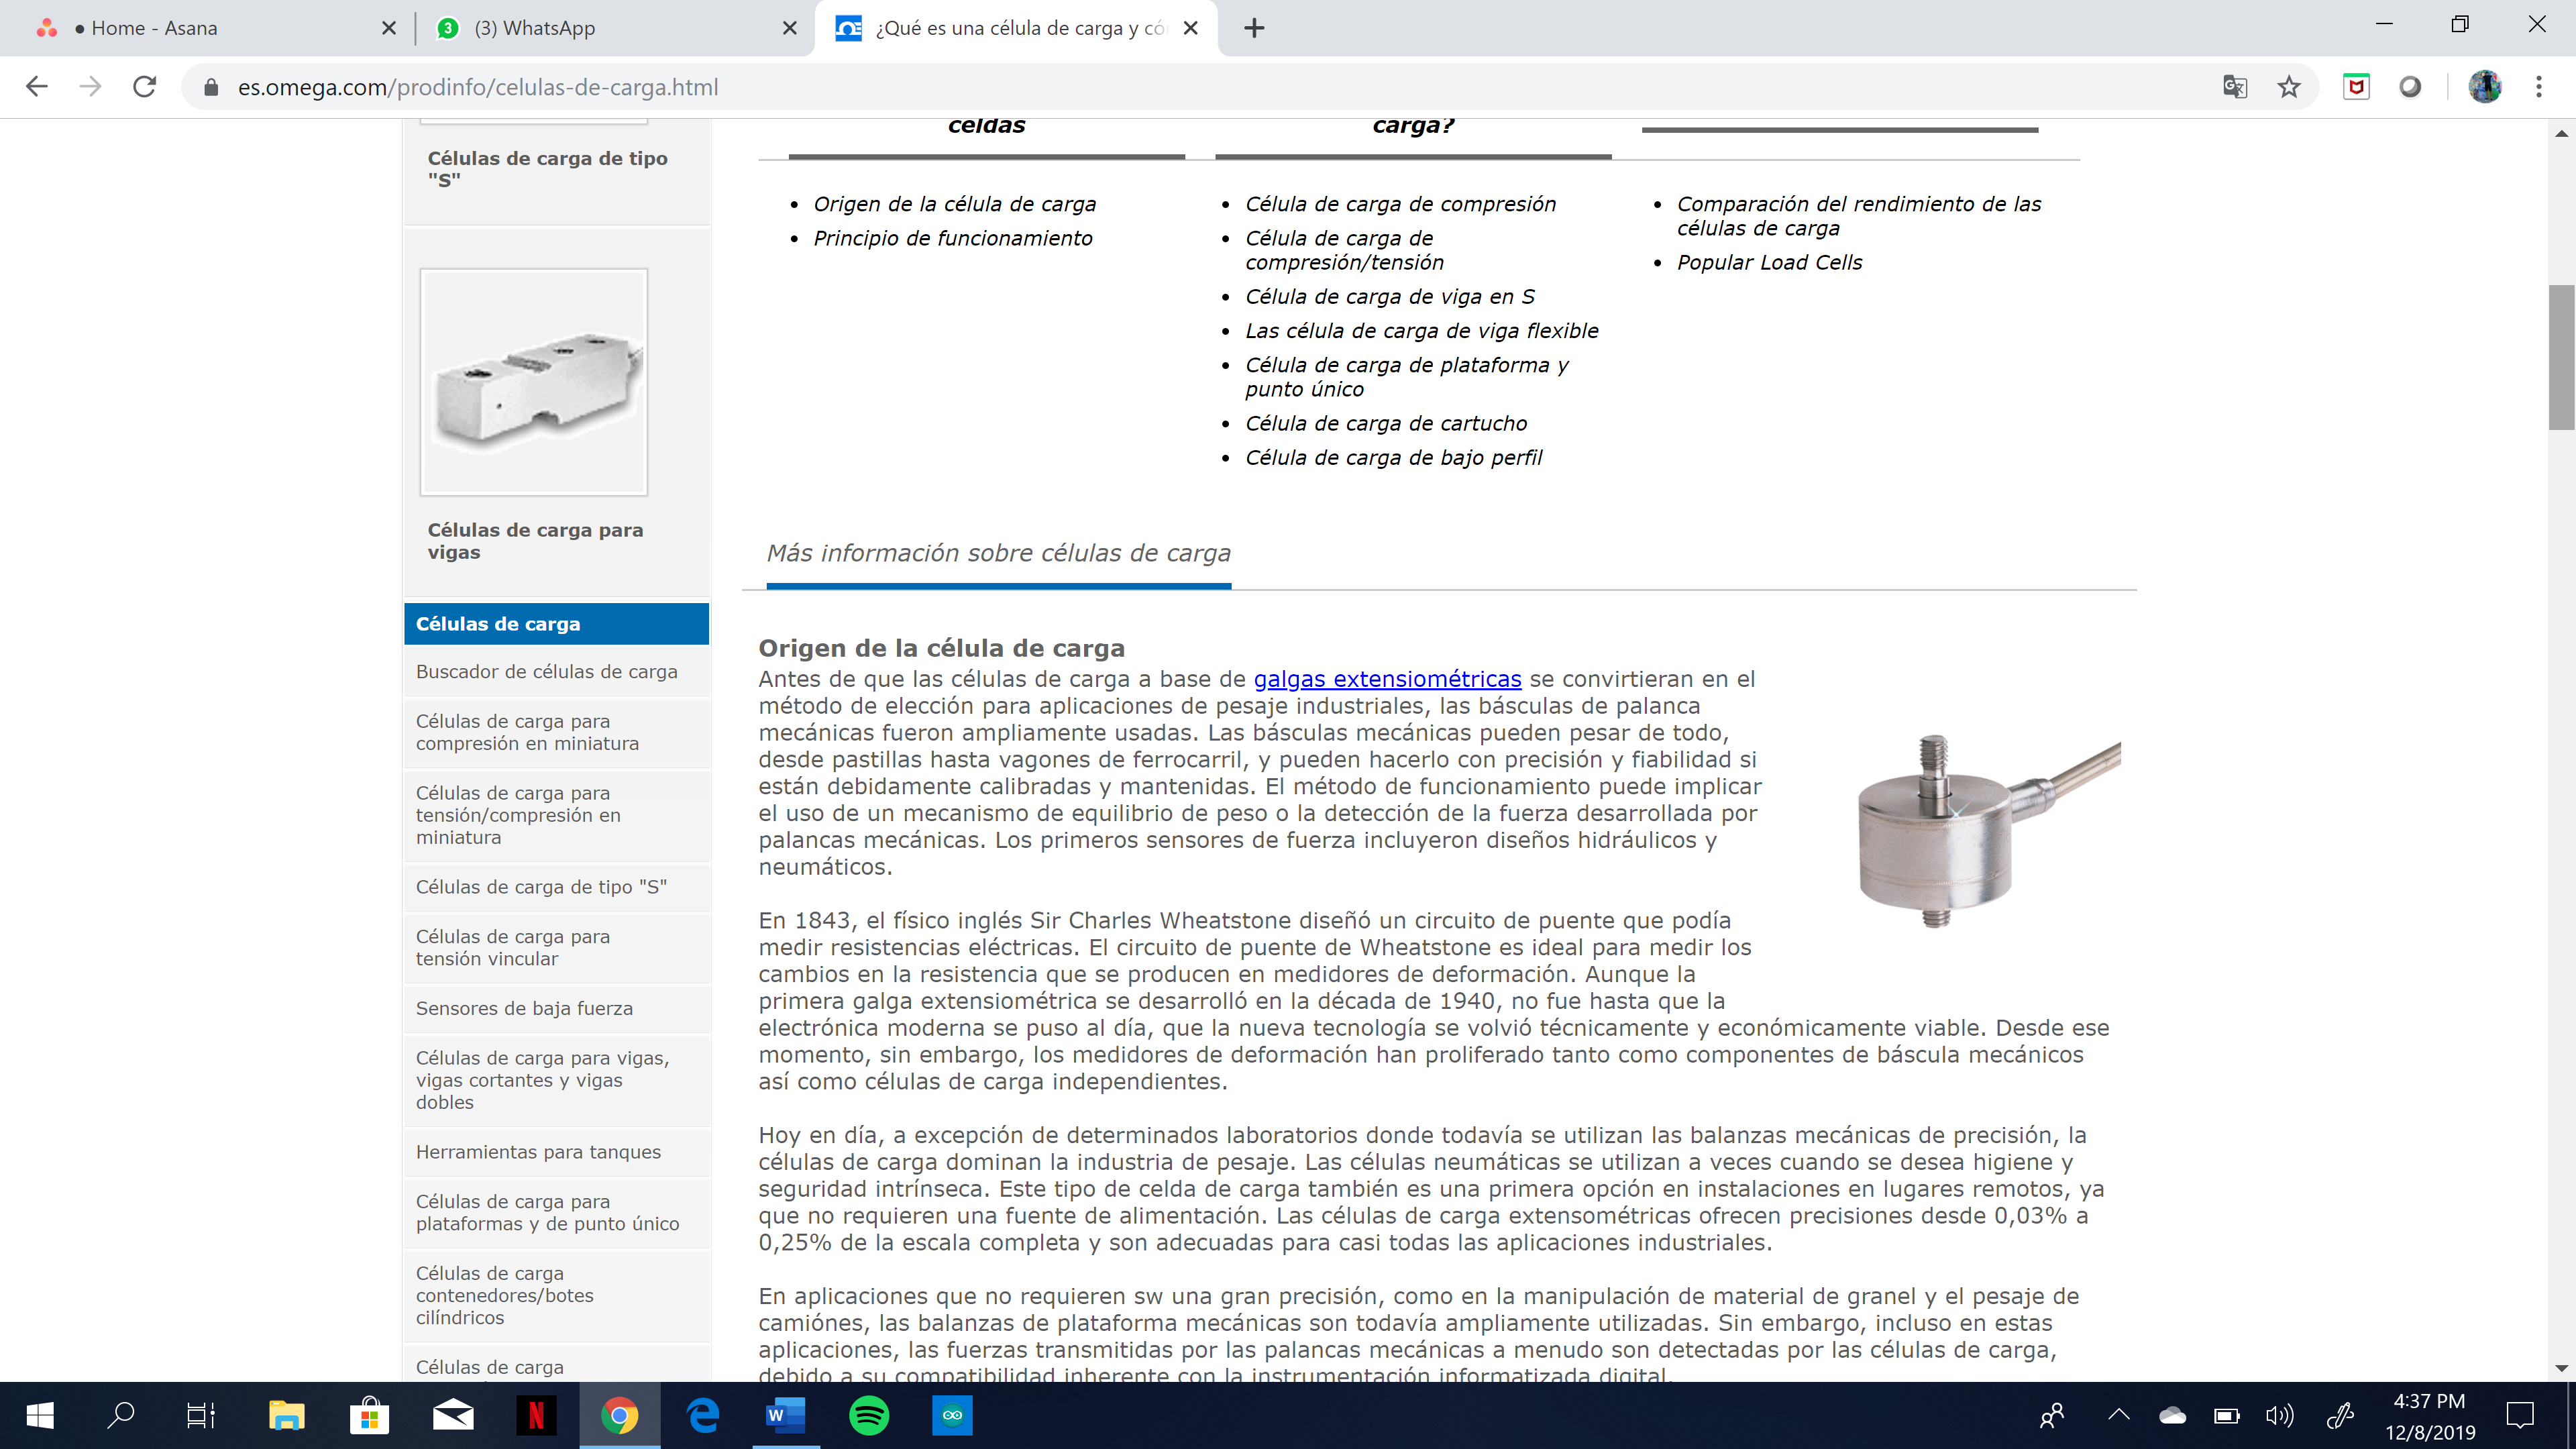 ● Home - Asana
3
(3) WhatsApp
¿Qué es una célula de carga y có
es.omega.com/prodinfo/celulas-de-carga.html
Células de carga de tipo
"S"
Células de carga para
vigas
Células de carga
Buscador de células de carga
Células de carga para
compresión en miniatura
Células de carga para
tensión/compresión en
miniatura
Células de carga de tipo "S"
Células de carga para
tensión vincular
Sensores de baja fuerza
Células de carga para vigas,
vigas cortantes y vigas
dobles
Herramientas para tanques
Células de carga para
plataformas y de punto único
Células de carga
contenedores/botes
cilíndricos
Células de carga
celdas
• Origen de la célula de carga
• Principio de funcionamiento
carga?
• Célula de carga de compresión
• Célula de carga de
compresión/tensión
• Célula de carga de viga en S
• Las célula de carga de viga flexible
• Célula de carga de plataforma y
punto único
• Célula de carga de cartucho
• Célula de carga de bajo perfil
• Comparación del rendimiento de las
células de carga
• Popular Load Cells
Más información sobre células de carga
Origen de la célula de carga
Antes de que las células de carga a base de galgas extensiométricas se convirtieran en el
método de elección para aplicaciones de pesaje industriales, las básculas de palanca
mecánicas fueron ampliamente usadas. Las básculas mecánicas pueden pesar de todo,
desde pastillas hasta vagones de ferrocarril, y pueden hacerlo con precisión y fiabilidad si
están debidamente calibradas y mantenidas. El método de funcionamiento puede implicar
el uso de un mecanismo de equilibrio de peso o la detección de la fuerza desarrollada por
palancas mecánicas. Los primeros sensores de fuerza incluyeron diseños hidráulicos y
neumáticos.
En 1843, el físico inglés Sir Charles Wheatstone diseñó un circuito de puente que podía
medir resistencias eléctricas. El circuito de puente de Wheatstone es ideal para medir los
cambios en la resistencia que se producen en medidores de deformación. Aunque la
primera galga extensiométrica se desarrolló en la década de 1940, no fue hasta que la
electrónica moderna se puso al día, que la nueva tecnología se volvió técnicamente y económicamente viable. Desde ese
momento, sin embargo, los medidores de deformación han proliferado tanto como componentes de báscula mecánicos
así como células de carga independientes.
Hoy en día, a excepción de determinados laboratorios donde todavía se utilizan las balanzas mecánicas de precisión, la
células de carga dominan la industria de pesaje. Las células neumáticas se utilizan a veces cuando se desea higiene y
seguridad intrínseca. Este tipo de celda de carga también es una primera opción en instalaciones en lugares remotos, ya
que no requieren una fuente de alimentación. Las células de carga extensométricas ofrecen precisiones desde 0,03% a
0,25% de la escala completa y son adecuadas para casi todas las aplicaciones industriales.
En aplicaciones que no requieren sw una gran precisión, como en la manipulación de material de granel y el pesaje de
camiónes, las balanzas de plataforma mecánicas son todavía ampliamente utilizadas. Sin embargo, incluso en estas
aplicaciones, las fuerzas transmitidas por las palancas mecánicas a menudo son detectadas por las células de carga,
debido a su compatibilidad inherente con la instrumentación informatizada digital.
4:37 PM
12/8/2019